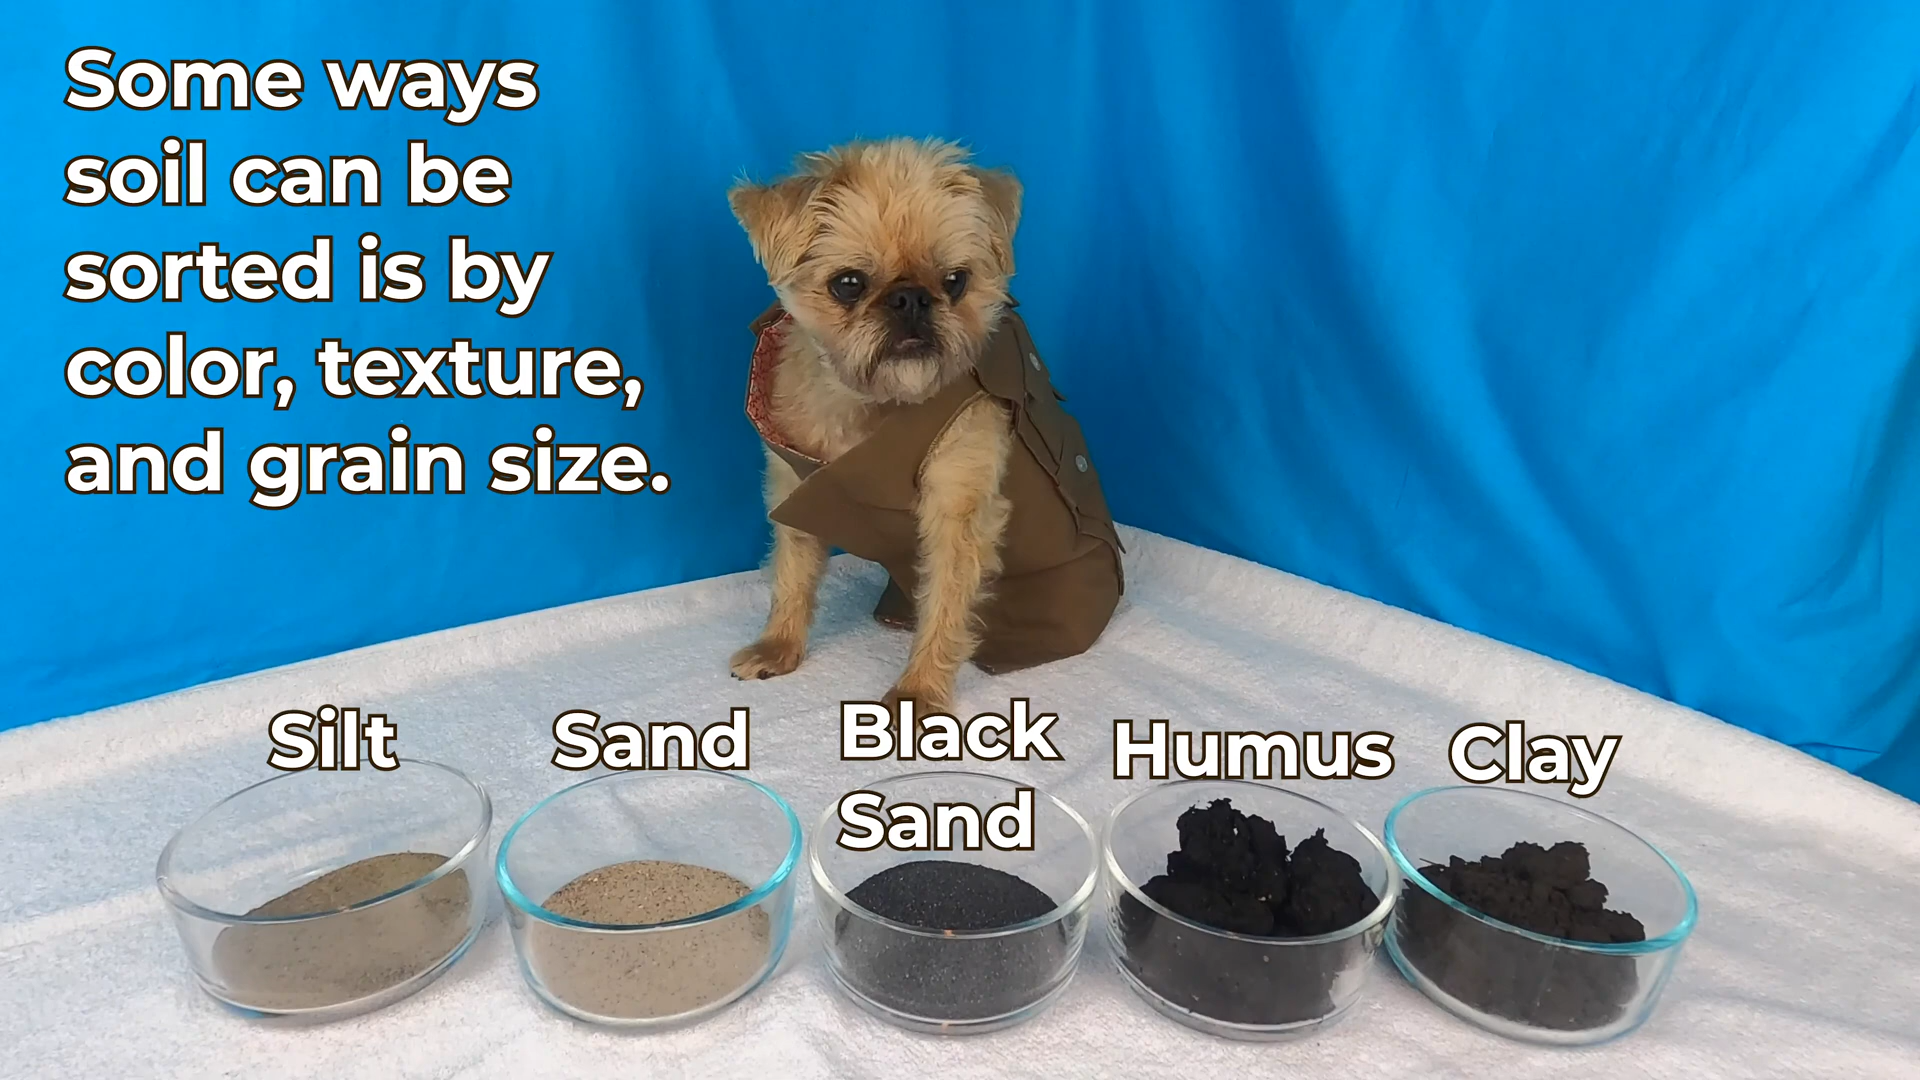 Some ways
soil can be
sorted is by
color, texture,
and grain size.
Silt
Sand
Black
Sand
Humus
Clay